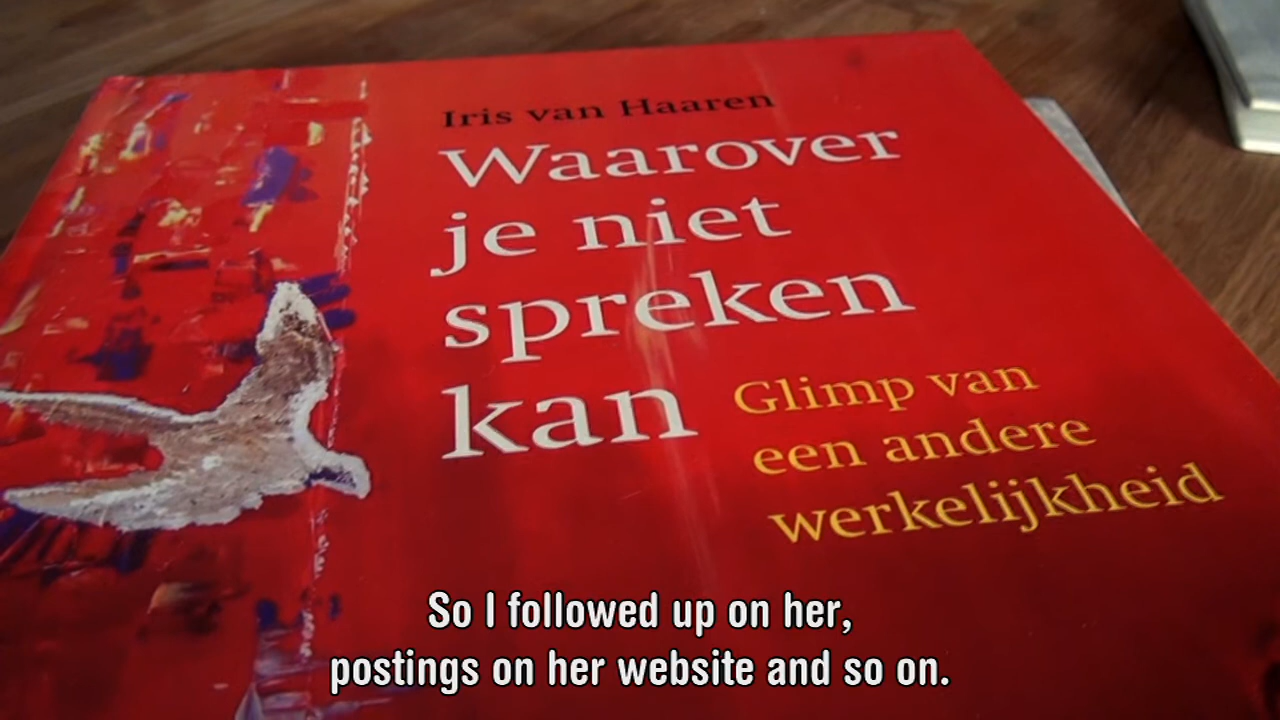 Iris van Haaren
Waarover
je niet
spreken
kan
Glimp van
een andere
werkelijkheid
So I followed up on her,
postings on her website and so on.